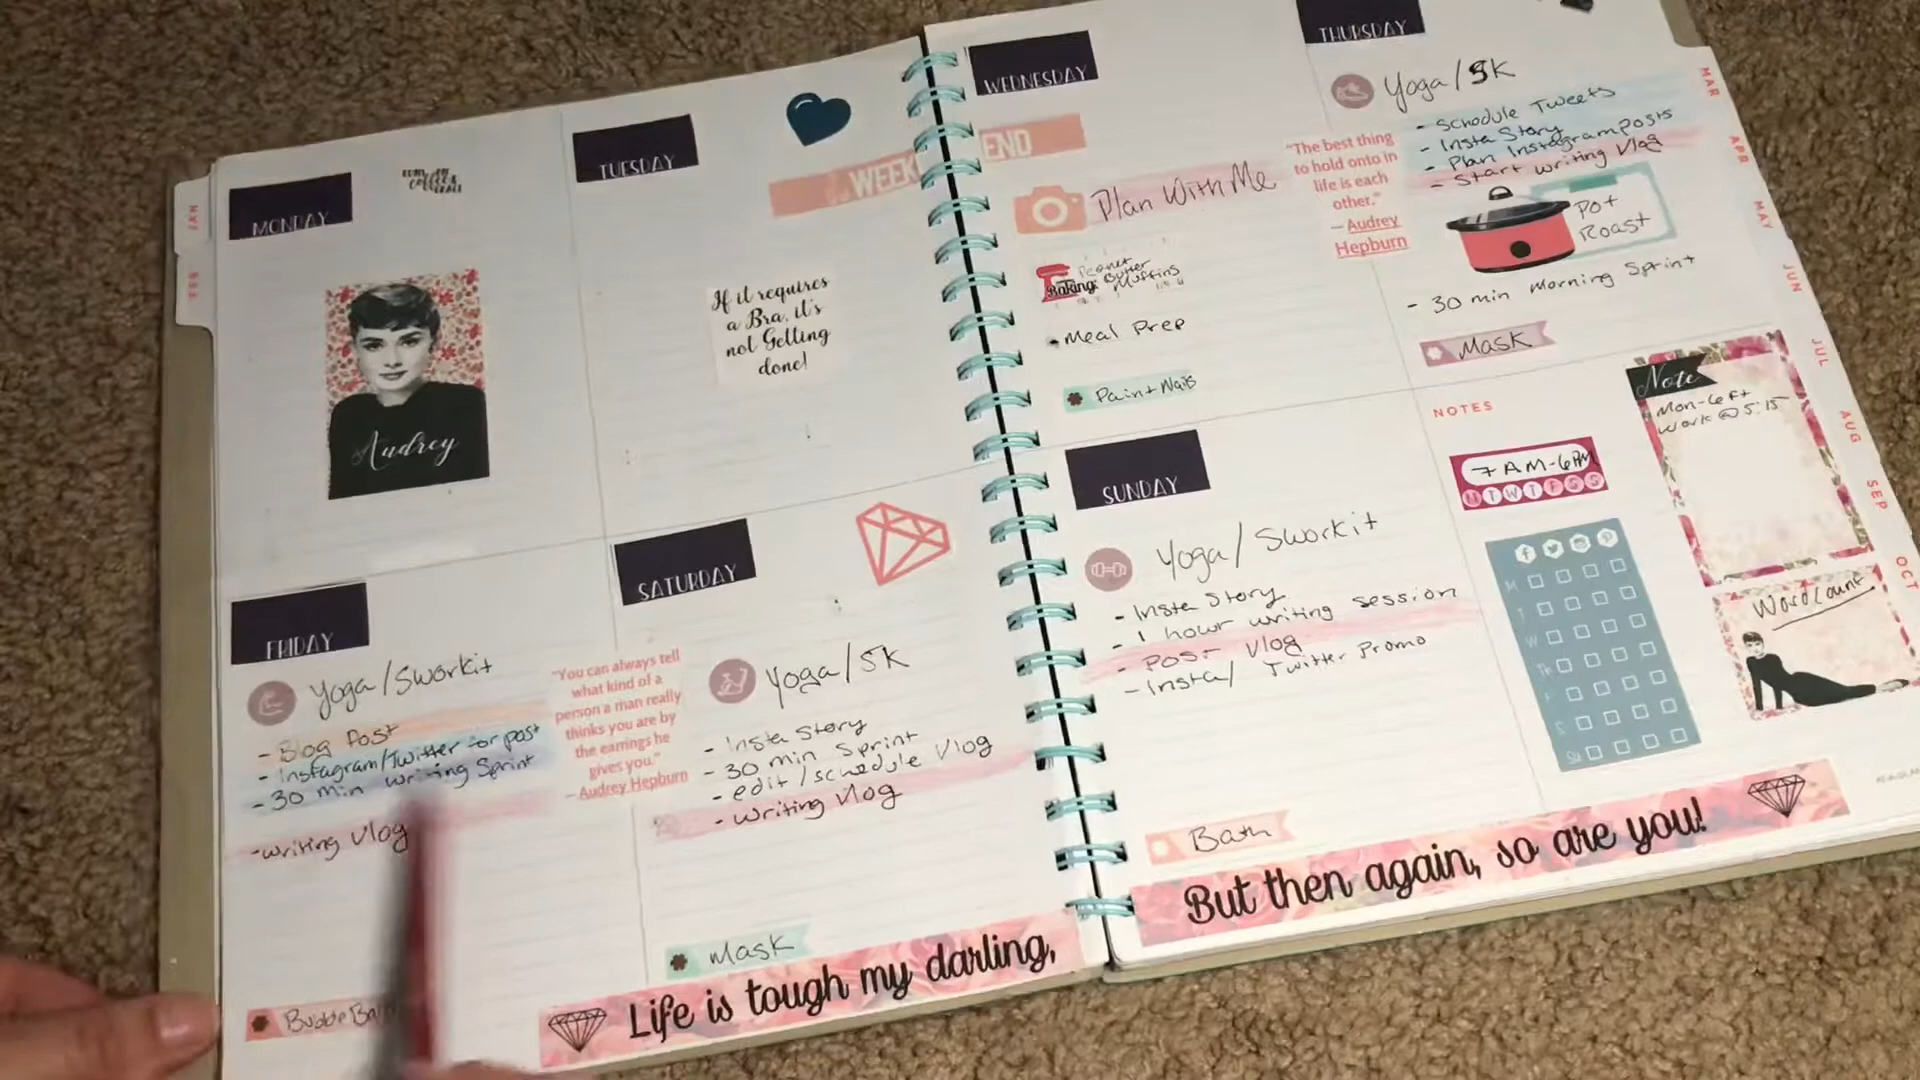 MONDAY
COFFEE &
Audrey
TUESDAY
WEEK
If it requires
a Bra, it's
not Getting
done!
WEDNESDAY
END
Plan With Me
Peanut
Butter
Muffins
Baking:
- Meal Prep
Paint Nails
"The best thing
to hold onto in
life is each
other."
— Audrey
Hepburn
THURSDAY
Yoga/5K
- Schedule Tweets
- Insta Story
- Plan Instagram posts
- Start writing Vlog
Pot
Roast
- 30 min Morning Sprint
Mask
FRIDAY
Yoga/Sworkit
- Blog Post
- Instagram/Twitter for post
- 30 min writing Sprint
- writing Vlog
Bubble Bath
"You can always tell
what kind of a
person a man really
thinks you are by
the earrings he
gives you."
— Audrey Hepburn
SATURDAY
Yoga/5K
- Insta Story
- 30 min Sprint
- edit/schedule Vlog
- writing Vlog
Mask
Life is tough my darling,
SUNDAY
Yoga/Sworkit
- Insta Story
- 1 hour writing session
- Post Vlog
- Insta/Twitter Promo
Bath
But then again, so are you!
NOTES
7AM-6PM
M T W T F S S
M
T
W
Th
F
S
Su
Note
Mon-Left
work @ 5:15
Word Count
JAN
FEB
MAR
APR
MAY
JUN
JUL
AUG
SEP
OCT